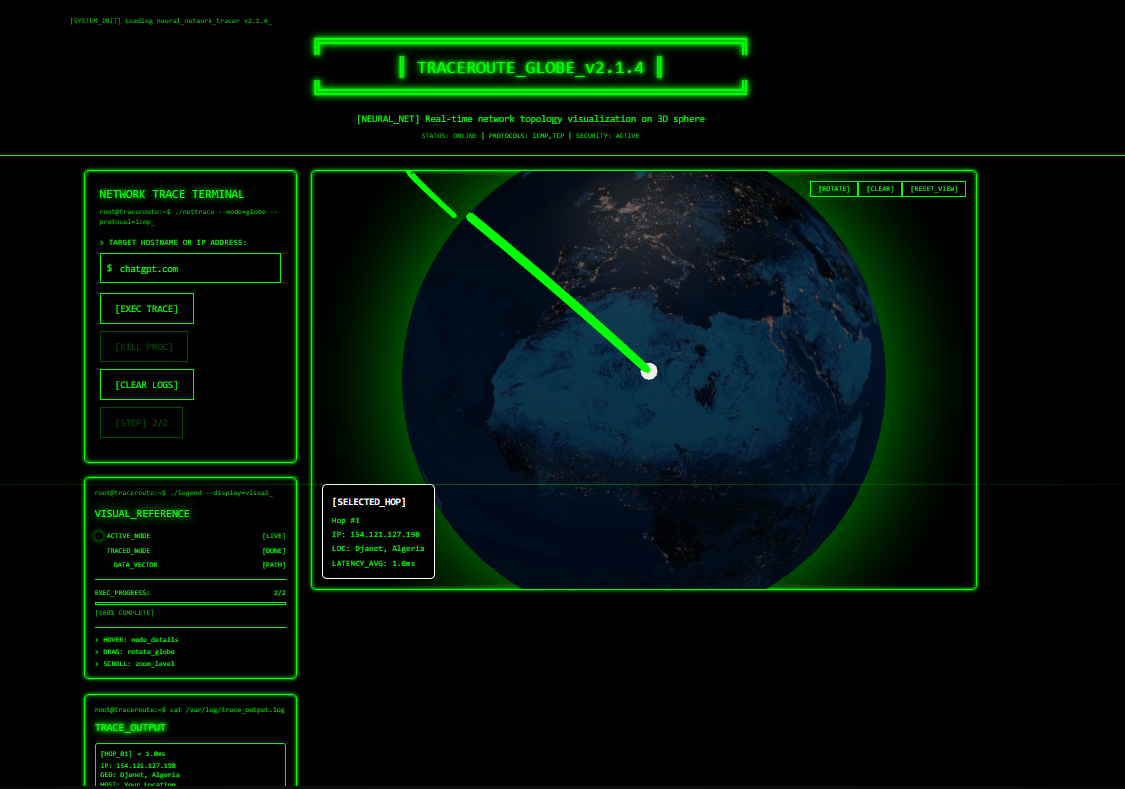 [SYSTEM_INIT] Loading neural_network_tracer v2.1.4_
TRACEROUTE_GLOBE_v2.1.4
[NEURAL_NET] Real-time network topology visualization on 3D sphere
STATUS: ONLINE | PROTOCOLS: ICMP,TCP | SECURITY: ACTIVE
NETWORK TRACE TERMINAL
root@traceroute:~$ ./nettrace --mode=globe --
protocol=icmp_
> TARGET HOSTNAME OR IP ADDRESS:
$ chatgpt.com
[EXEC TRACE]
[KILL PROC]
[CLEAR LOGS]
[STEP] 2/2
[ROTATE] [CLEAR] [RESET_VIEW]
[SELECTED_HOP]
Hop #1
IP: 154.121.127.198
LOC: Djanet, Algeria
LATENCY_AVG: 1.0ms
root@traceroute:~$ ./legend --display=visual_
VISUAL_REFERENCE
ACTIVE_NODE [LIVE]
TRACED_NODE [DONE]
DATA_VECTOR [PATH]
EXEC_PROGRESS: 2/2
[100% COMPLETE]
> HOVER: node_details
> DRAG: rotate_globe
> SCROLL: zoom_level
root@traceroute:~$ cat /var/log/trace_output.log
TRACE_OUTPUT
[HOP_01] → 1.0ms
IP: 154.121.127.198
GEO: Djanet, Algeria
HOST: Your Location